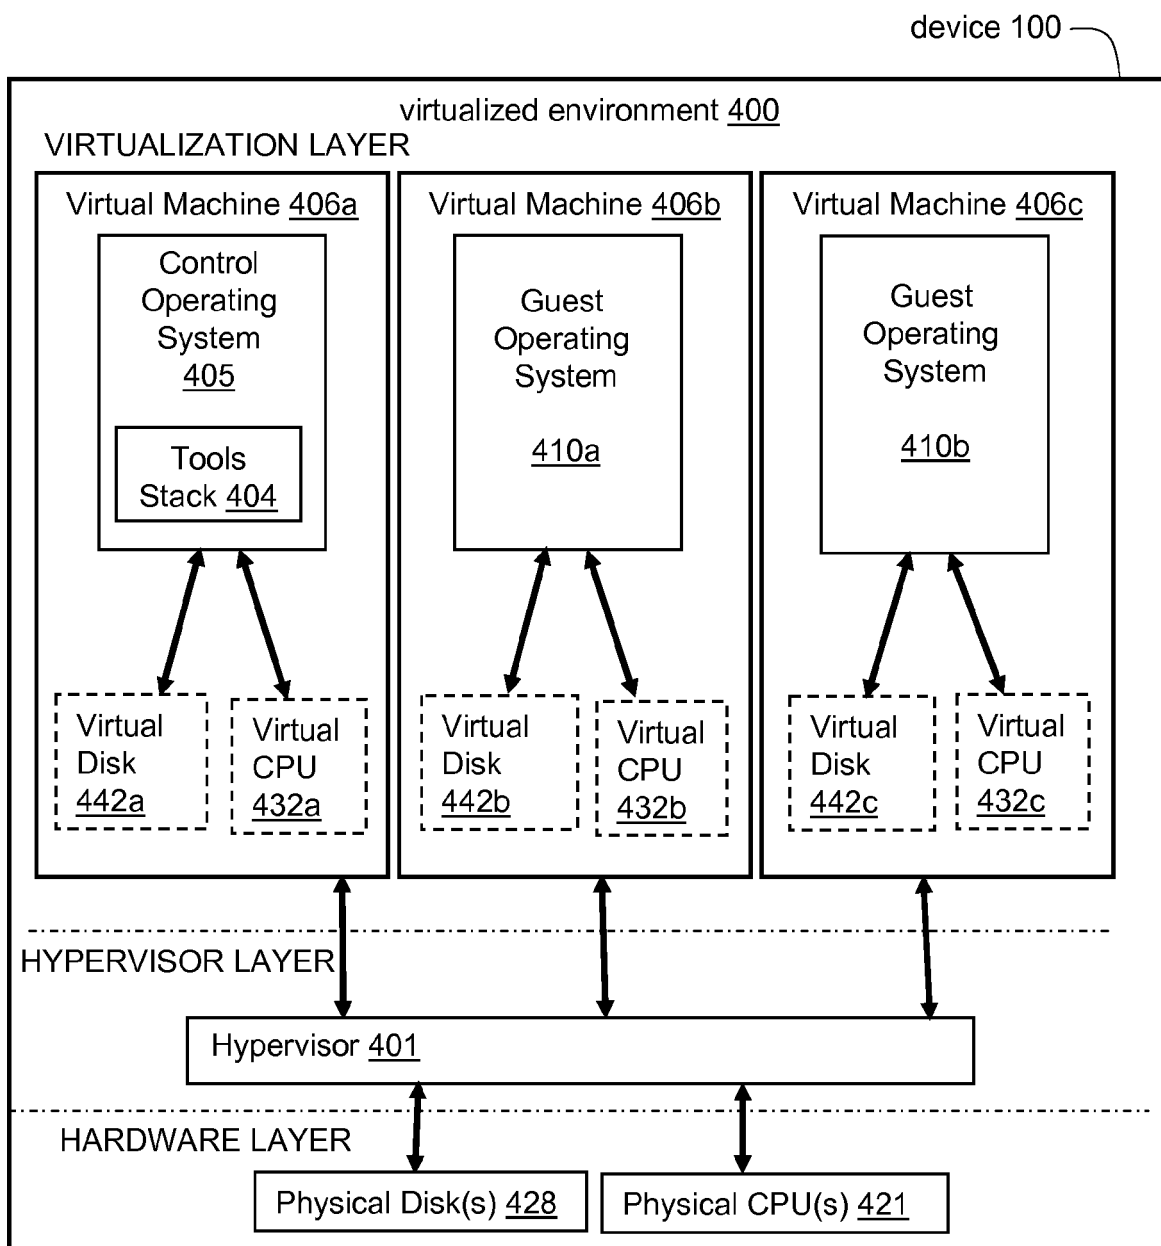 device 100
virtualized environment 400
VIRTUALIZATION LAYER
Virtual Machine 406a
Control
Operating
System
405
Tools
Stack 404
Virtual
Disk
442a
Virtual
CPU
432a
Virtual Machine 406b
Guest
Operating
System
410a
Virtual
Disk
442b
Virtual
CPU
432b
Virtual Machine 406c
Guest
Operating
System
410b
Virtual
Disk
442c
Virtual
CPU
432c
HYPERVISOR LAYER
Hypervisor 401
HARDWARE LAYER
Physical Disk(s) 428
Physical CPU(s) 421